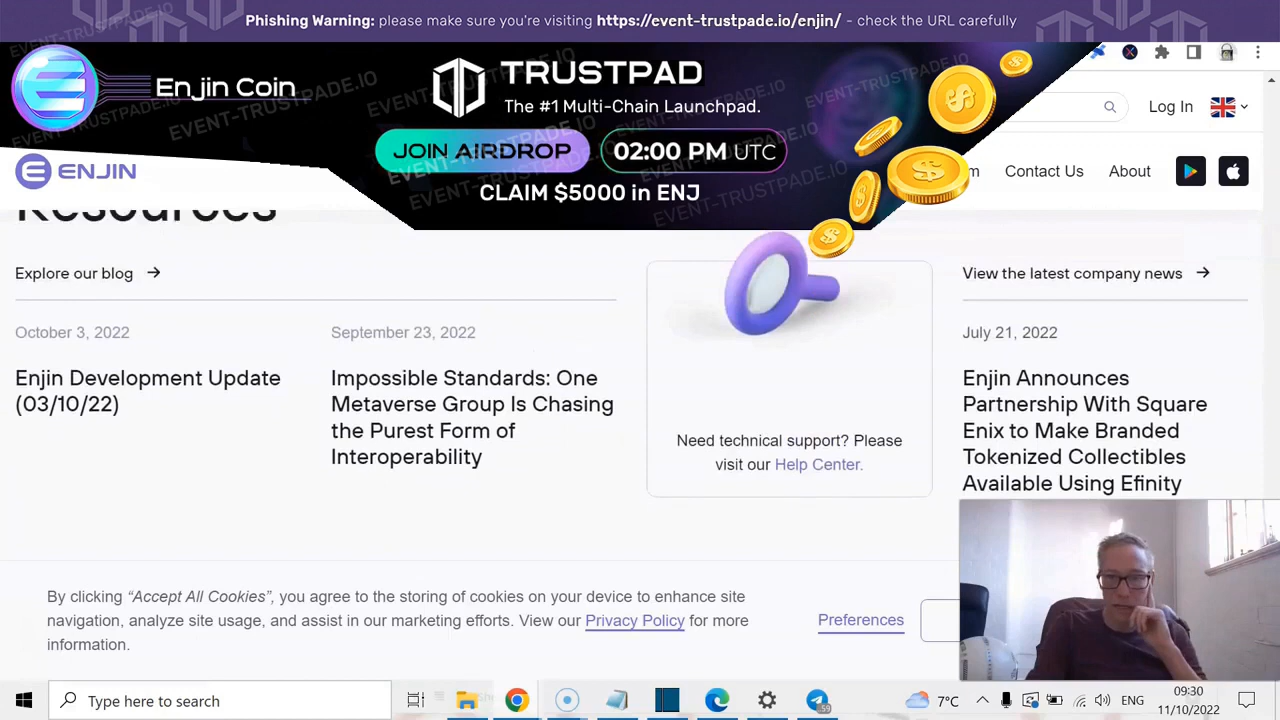 Phishing Warning: please make sure you're visiting https://event-trustpade.io/enjin/ - check the URL carefully
Enjin Coin
TRUSTPAD
The #1 Multi-Chain Launchpad.
JOIN AIRDROP
02:00 PM UTC
CLAIM $5000 in ENJ
EVENT-TRUSTPADE.IO
Log In
ENJIN
m
Contact Us
About
Resources
Explore our blog →
View the latest company news →
October 3, 2022
Enjin Development Update
(03/10/22)
September 23, 2022
Impossible Standards: One
Metaverse Group Is Chasing
the Purest Form of
Interoperability
Need technical support? Please
visit our Help Center.
July 21, 2022
Enjin Announces
Partnership With Square
Enix to Make Branded
Tokenized Collectibles
Available Using Efinity
By clicking “Accept All Cookies”, you agree to the storing of cookies on your device to enhance site
navigation, analyze site usage, and assist in our marketing efforts. View our Privacy Policy for more
information.
Preferences
Type here to search
59
7°C
ENG
09:30
11/10/2022